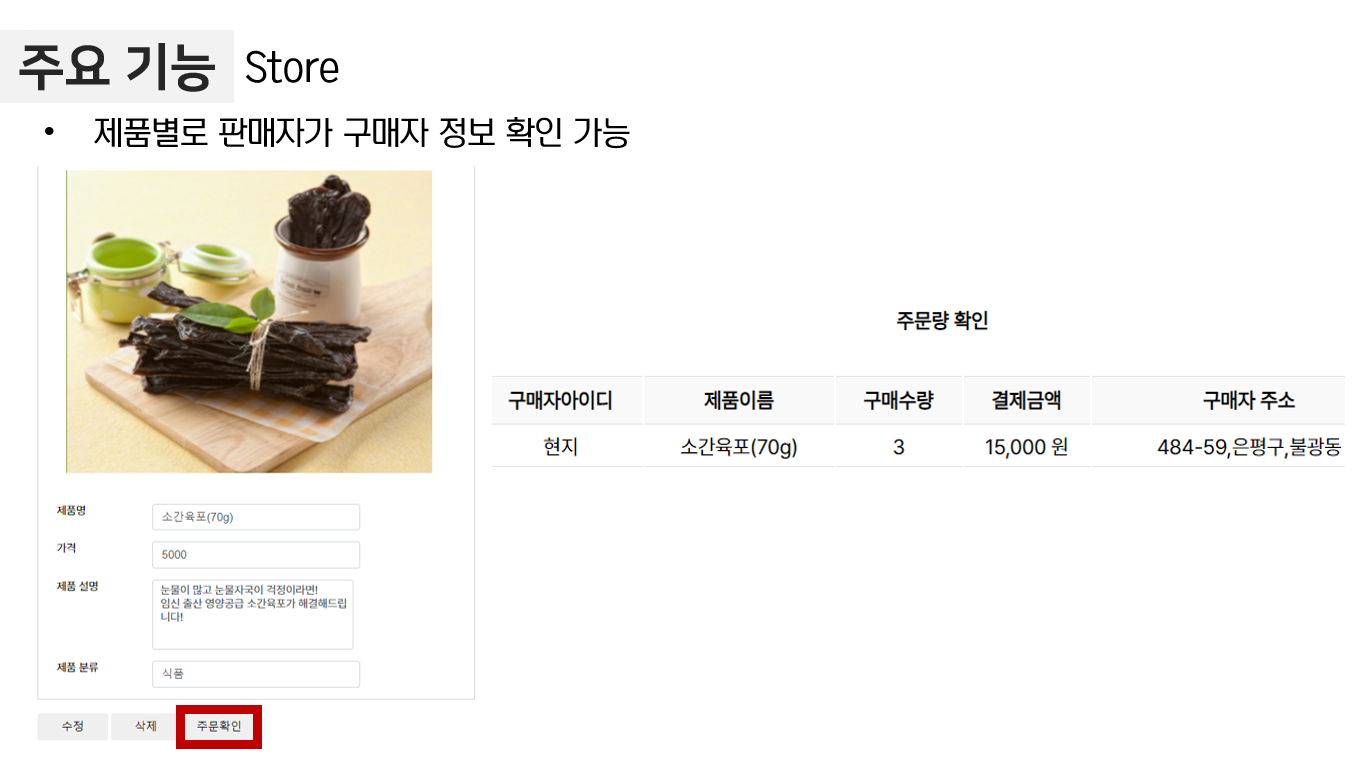 주요 기능 Store
• 제품별로 판매자가 구매자 정보 확인 가능
제품명
소간육포(70g)
가격
5000
제품 설명
눈물이 많고 눈물자국이 걱정이라면!
임신 출산 영양공급 소간육포가 해결해드립
니다!
제품 분류
식품
수정 삭제 주문확인
주문량 확인
구매자아이디 제품이름 구매수량 결제금액 구매자 주소
현지 소간육포(70g) 3 15,000 원 484-59,은평구,불광동